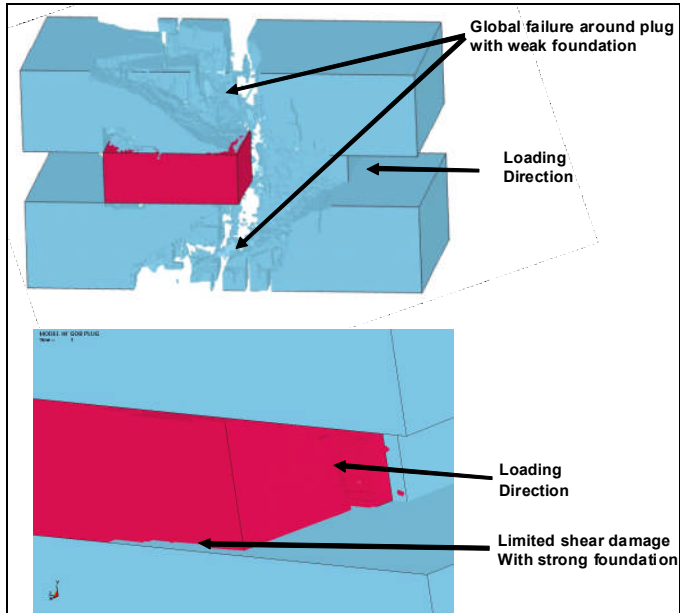 Global failure around plug
with weak foundation
Loading
Direction
Loading
Direction
Limited shear damage
With strong foundation
Y